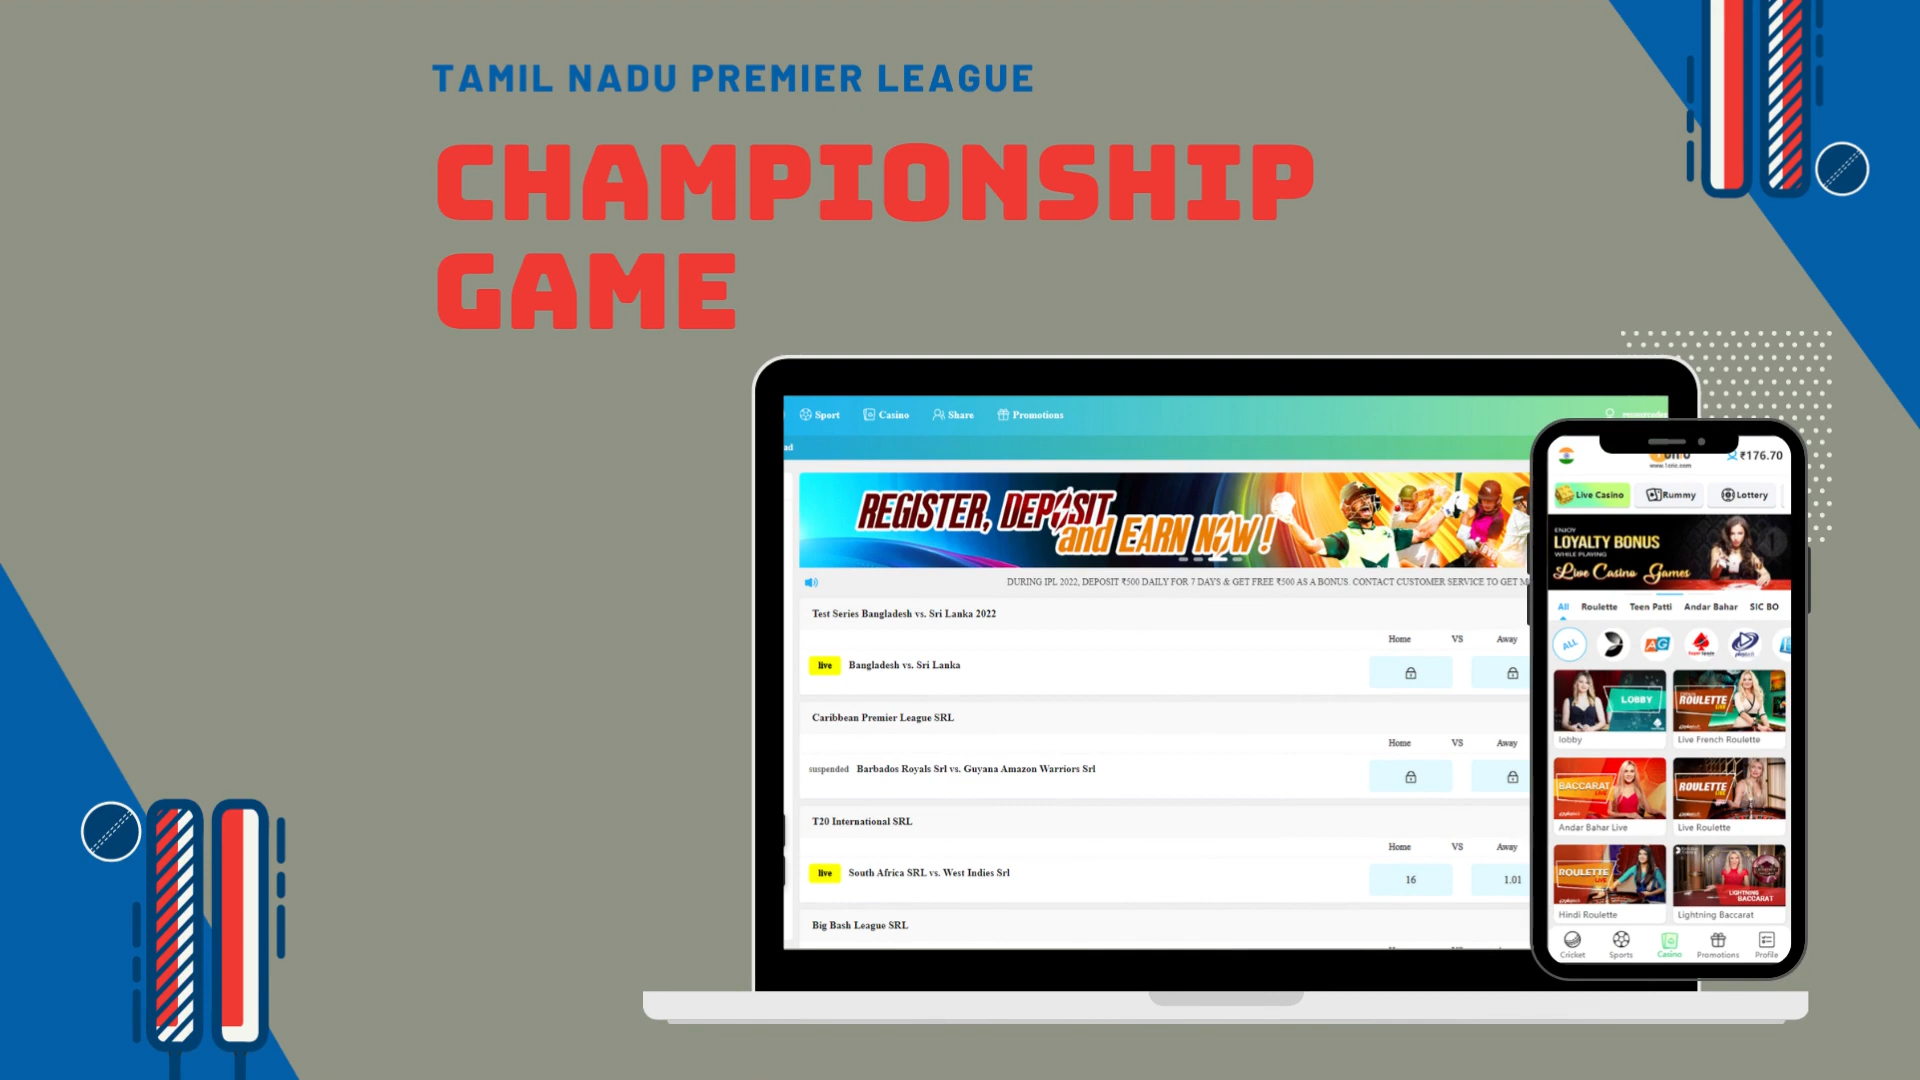 TAMIL NADU PREMIER LEAGUE
CHAMPIONSHIP
GAME
Sport Casino Share Promotions
ad
REGISTER, DEPOSIT
and EARN NOW!
DURING IPL 2022, DEPOSIT ₹500 DAILY FOR 7 DAYS & GET FREE ₹500 AS A BONUS. CONTACT CUSTOMER SERVICE TO GET M
Test Series Bangladesh vs. Sri Lanka 2022
Home VS Away
live Bangladesh vs. Sri Lanka
Caribbean Premier League SRL
Home VS Away
suspended Barbados Royals Srl vs. Guyana Amazon Warriors Srl
T20 International SRL
Home VS Away
live South Africa SRL vs. West Indies Srl 16 1.01
Big Bash League SRL
₹176.70
Live Casino Rummy Lottery
ENJOY
LOYALTY BONUS
WHILE PLAYING
Live Casino Games
All Roulette Teen Patti Andar Bahar SIC BO
ALL AG
LOBBY ROULETTE LIVE
lobby Live French Roulette
BACCARAT LIVE ROULETTE LIVE
Andar Bahar Live Live Roulette
ROULETTE LIVE LIGHTNING BACCARAT
Hindi Roulette Lightning Baccarat
Cricket Sports Casino Promotions Profile